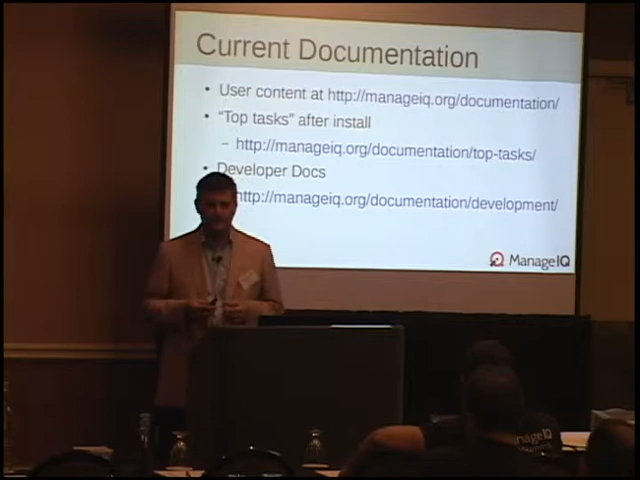 Current Documentation
• User content at http://manageiq.org/documentation/
• “Top tasks” after install
– http://manageiq.org/documentation/top-tasks/
• Developer Docs
http://manageiq.org/documentation/development/
ManageIQ
nageIQ